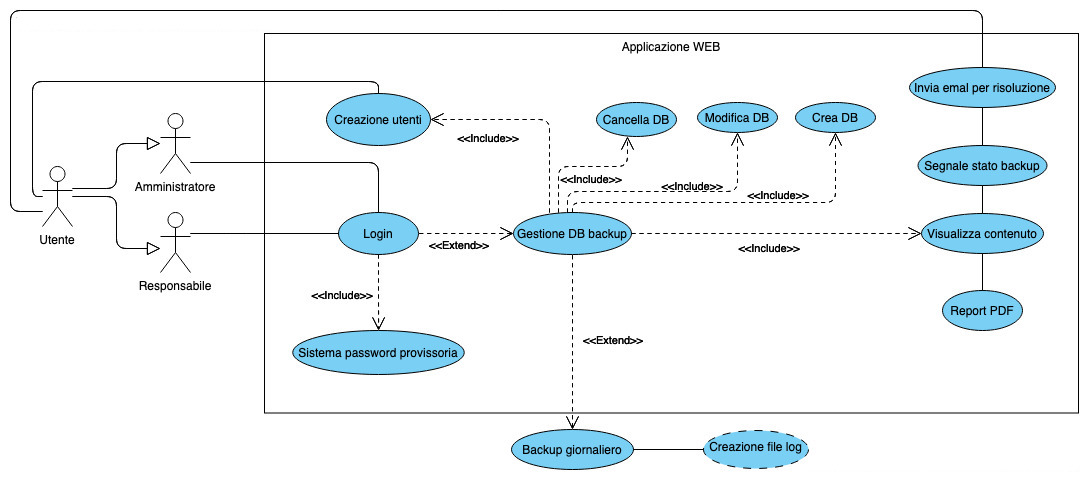 Applicazione WEB
Invia emal per risoluzione
Creazione utenti
Cancella DB
Modifica DB
Crea DB
<<Include>>
Segnale stato backup
Amministratore
<<Include>>
<<Include>>
<<Include>>
Utente
Login
Gestione DB backup
Visualizza contenuto
<<Extend>>
<<Include>>
Responsabile
<<Include>>
Report PDF
<<Extend>>
Sistema password provissoria
Backup giornaliero
Creazione file log